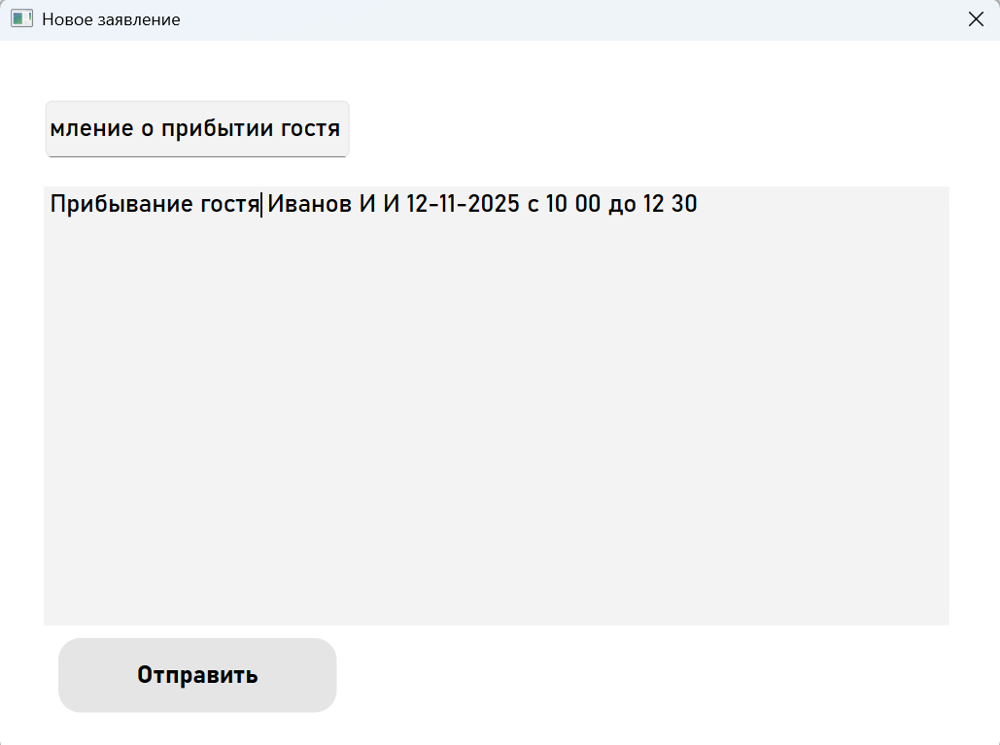 Новое заявление
мление о прибытии гостя
Прибывание гостя Иванов И И 12-11-2025 с 10 00 до 12 30
Отправить